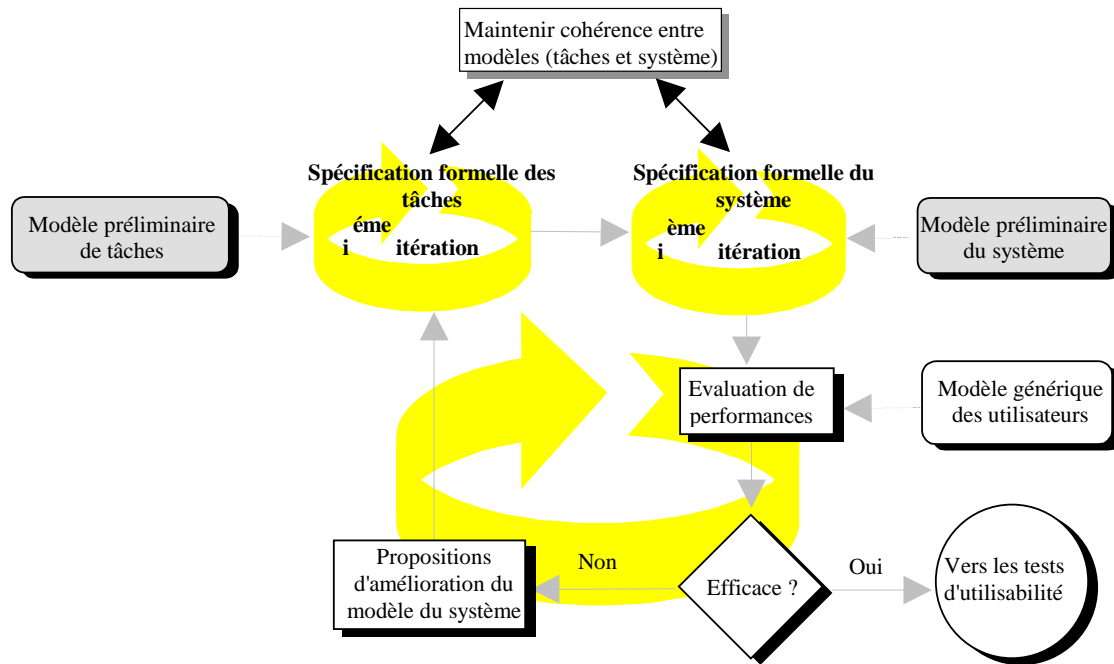 Maintenir cohérence entre
modèles (tâches et système)
Spécification formelle des
tâches
i éme itération
Spécification formelle du
système
i ème itération
Modèle préliminaire
de tâches
Modèle préliminaire
du système
Evaluation de
performances
Modèle générique
des utilisateurs
Propositions
d'amélioration du
modèle du système
Non
Efficace ?
Oui
Vers les tests
d'utilisabilité